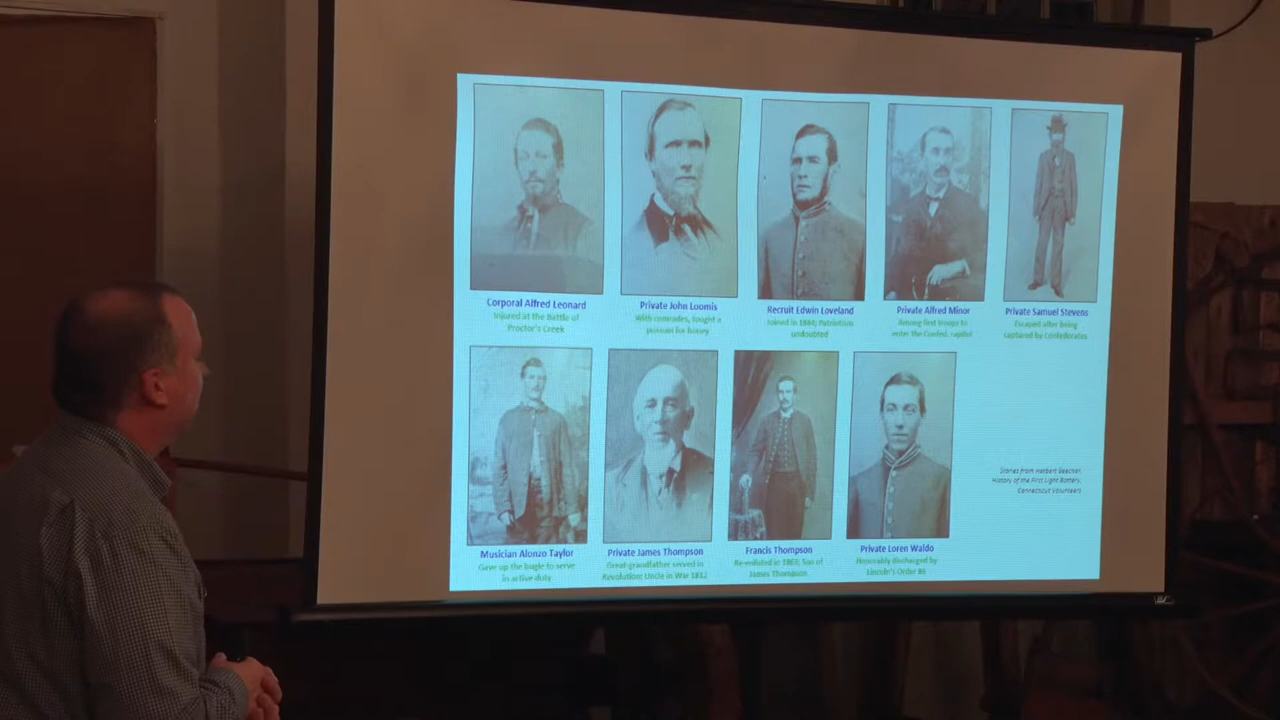 Corporal Alfred Leonard
Injured at the Battle of
Proctor's Creek
Private John Loomis
With comrades, fought a
possum for honey
Recruit Edwin Loveland
Joined in 1864; Patriotism
undoubted
Private Alfred Minor
Among first troops to
enter the Confed. capitol
Private Samuel Stevens
Escaped after being
captured by Confederates
Musician Alonzo Taylor
Gave up the bugle to serve
in active duty
Private James Thompson
Great-grandfather served in
Revolution; Uncle in War 1812
Francis Thompson
Re-enlisted in 1863; Son of
James Thompson
Private Loren Waldo
Honorably discharged by
Lincoln's Order 86
Stories from Herbert Beecher,
History of the First Light Battery,
Connecticut Volunteers